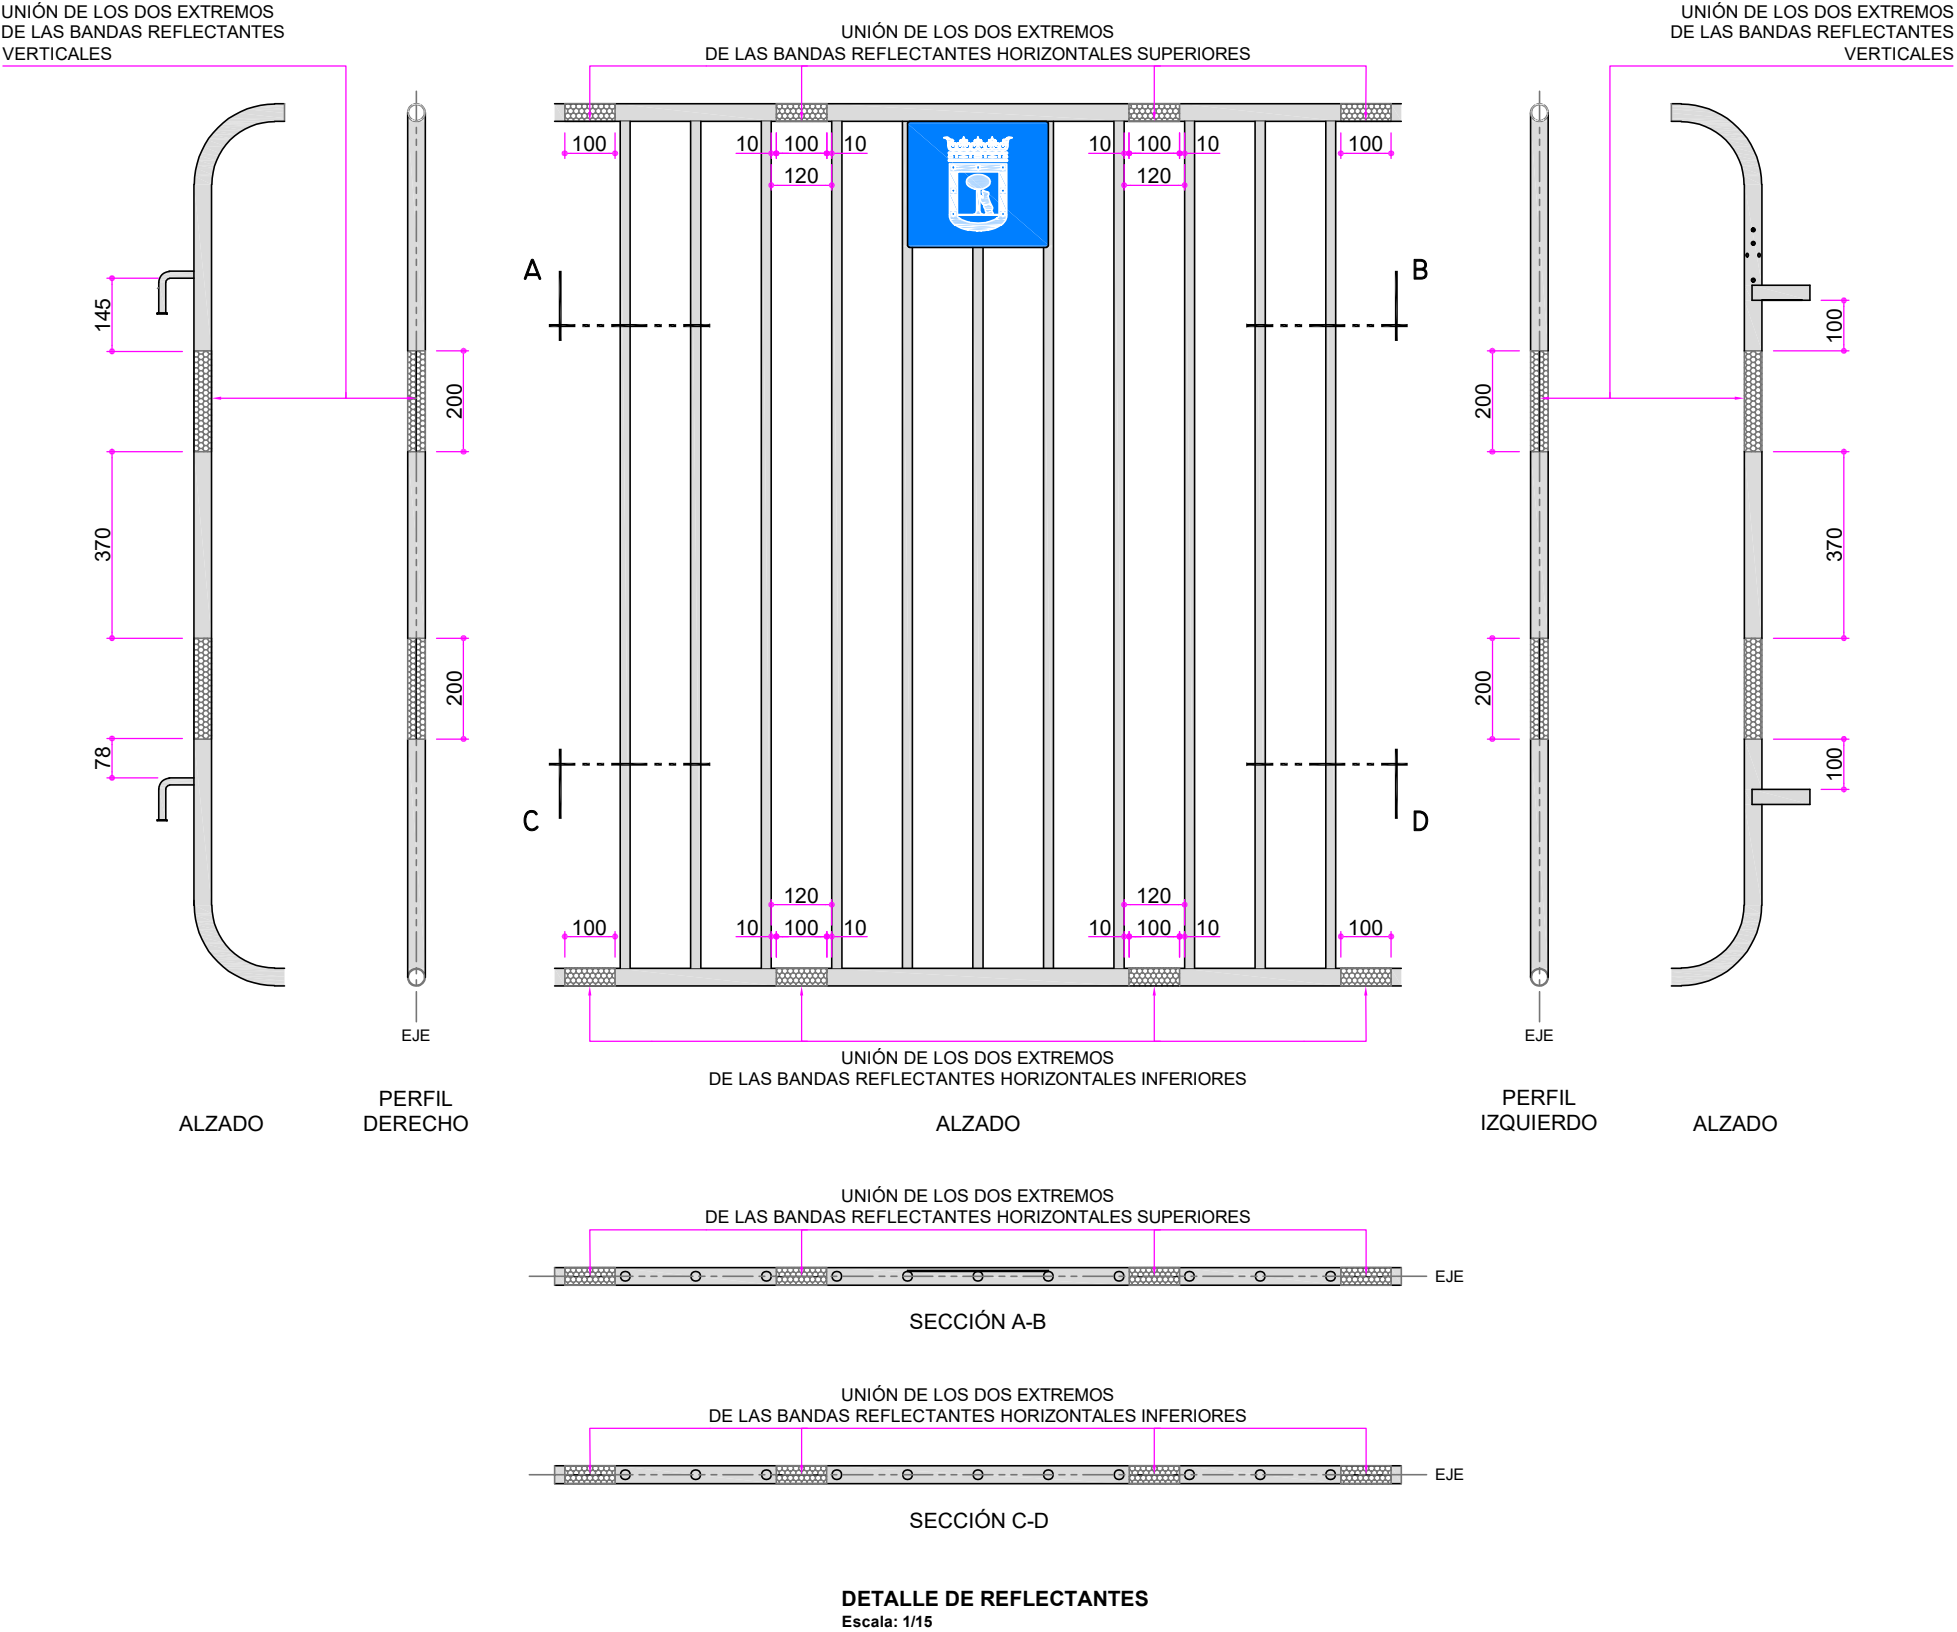 UNIÓN DE LOS DOS EXTREMOS
DE LAS BANDAS REFLECTANTES
VERTICALES
UNIÓN DE LOS DOS EXTREMOS
DE LAS BANDAS REFLECTANTES HORIZONTALES SUPERIORES
UNIÓN DE LOS DOS EXTREMOS
DE LAS BANDAS REFLECTANTES
VERTICALES
100
10 100 10
120
10 100 10
120
100
A
B
145
200
370
200
78
200
200
100
370
100
C
D
120
100
10 100 10
120
10 100 10
100
EJE
EJE
UNIÓN DE LOS DOS EXTREMOS
DE LAS BANDAS REFLECTANTES HORIZONTALES INFERIORES
ALZADO
PERFIL
DERECHO
ALZADO
PERFIL
IZQUIERDO
ALZADO
UNIÓN DE LOS DOS EXTREMOS
DE LAS BANDAS REFLECTANTES HORIZONTALES SUPERIORES
EJE
SECCIÓN A-B
UNIÓN DE LOS DOS EXTREMOS
DE LAS BANDAS REFLECTANTES HORIZONTALES INFERIORES
EJE
SECCIÓN C-D
DETALLE DE REFLECTANTES
Escala: 1/15